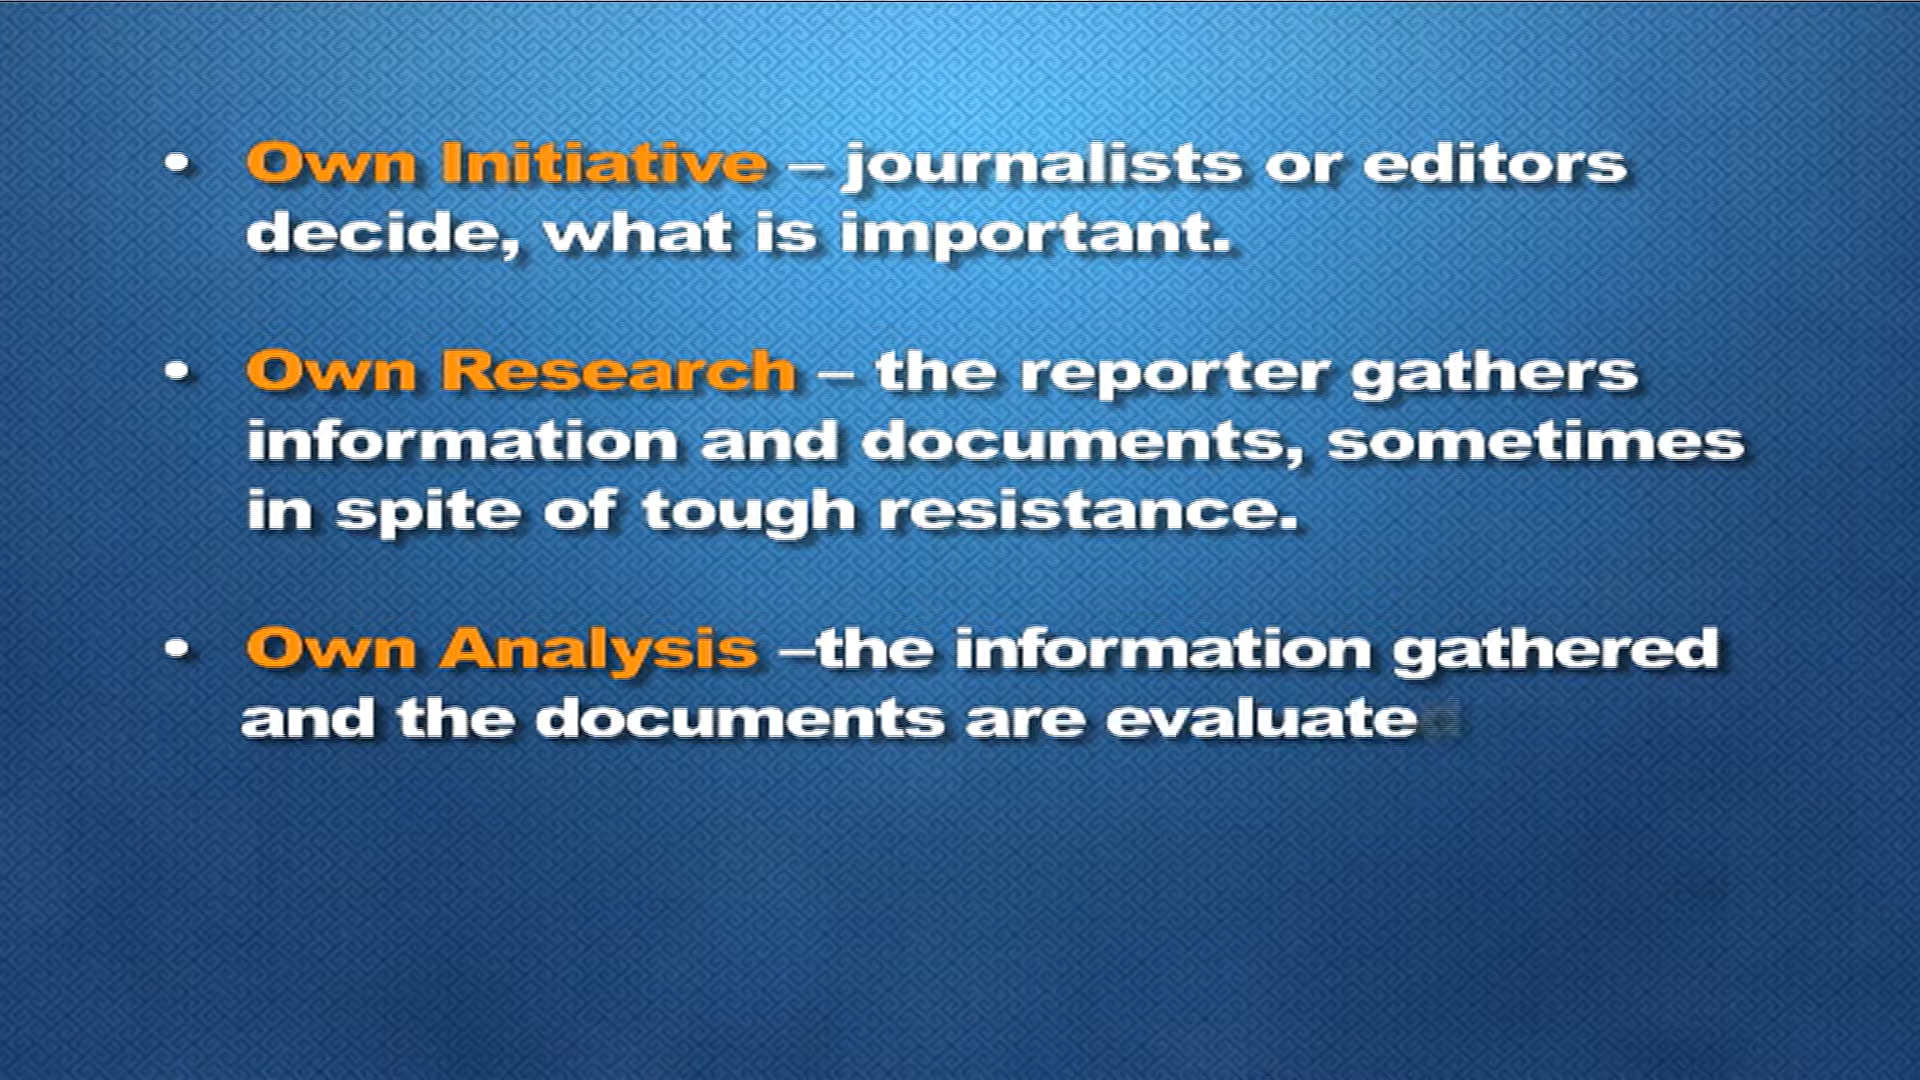 • Own Initiative – journalists or editors
decide, what is important.
• Own Research – the reporter gathers
information and documents, sometimes
in spite of tough resistance.
• Own Analysis –the information gathered
and the documents are evaluated